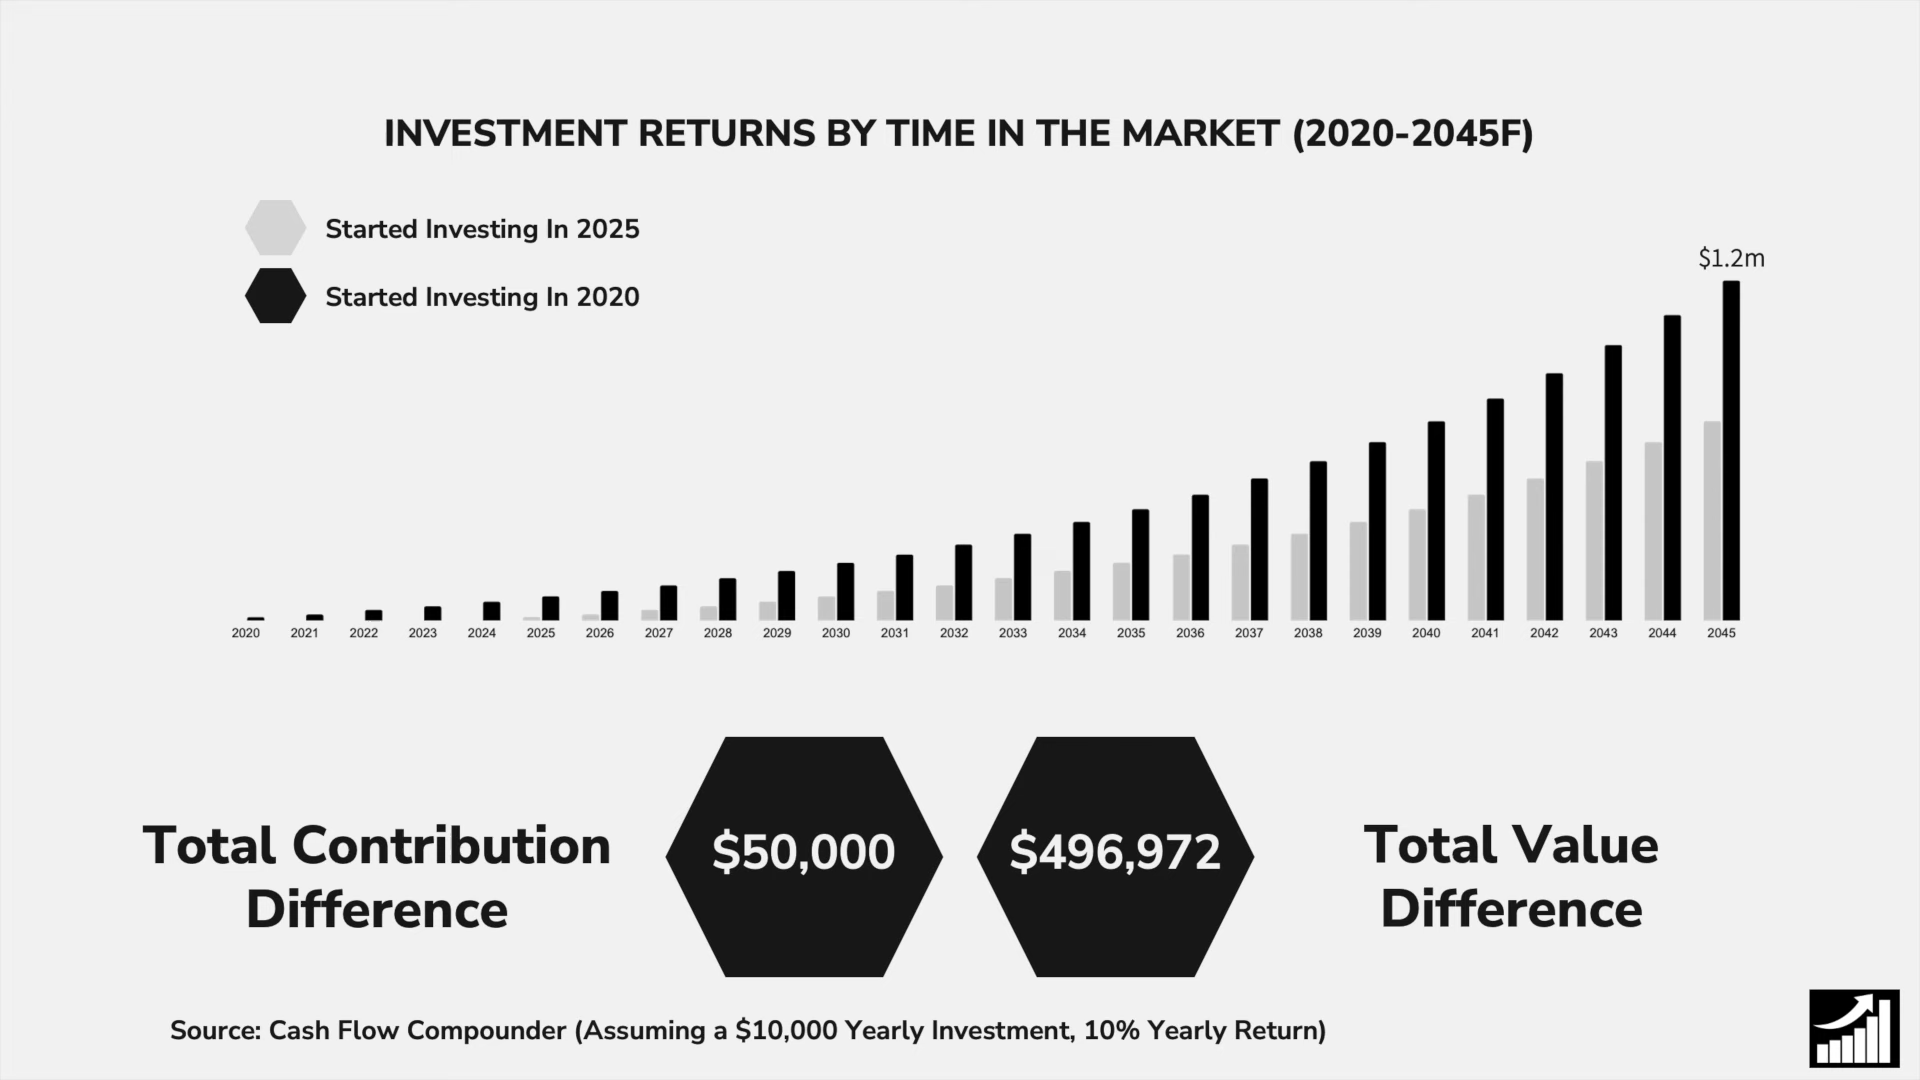 INVESTMENT RETURNS BY TIME IN THE MARKET (2020-2045F)
Started Investing In 2025
Started Investing In 2020
$1.2m
2020 2021 2022 2023 2024 2025 2026 2027 2028 2029 2030 2031 2032 2033 2034 2035 2036 2037 2038 2039 2040 2041 2042 2043 2044 2045
Total Contribution
Difference
$50,000
$496,972
Total Value
Difference
Source: Cash Flow Compounder (Assuming a $10,000 Yearly Investment, 10% Yearly Return)